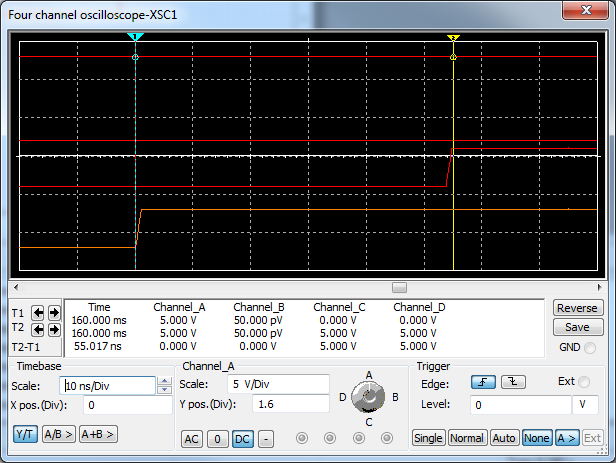 Four channel oscilloscope-XSC1
1
2
Time Channel_A Channel_B Channel_C Channel_D
T1 160.000 ms 5.000 V 50.000 pV 0.000 V 0.000 V
T2 160.000 ms 5.000 V 50.000 pV 5.000 V 5.000 V
T2-T1 55.017 ns 0.000 V 0.000 V 5.000 V 5.000 V
Reverse
Save
GND
Timebase
Scale: 10 ns/Div
X pos.(Div): 0
Y/T A/B > A+B >
Channel_A
Scale: 5 V/Div
Y pos.(Div): 1.6
A
D B
C
AC 0 DC -
Trigger
Edge: Ext
Level: 0 V
Single Normal Auto None A > Ext